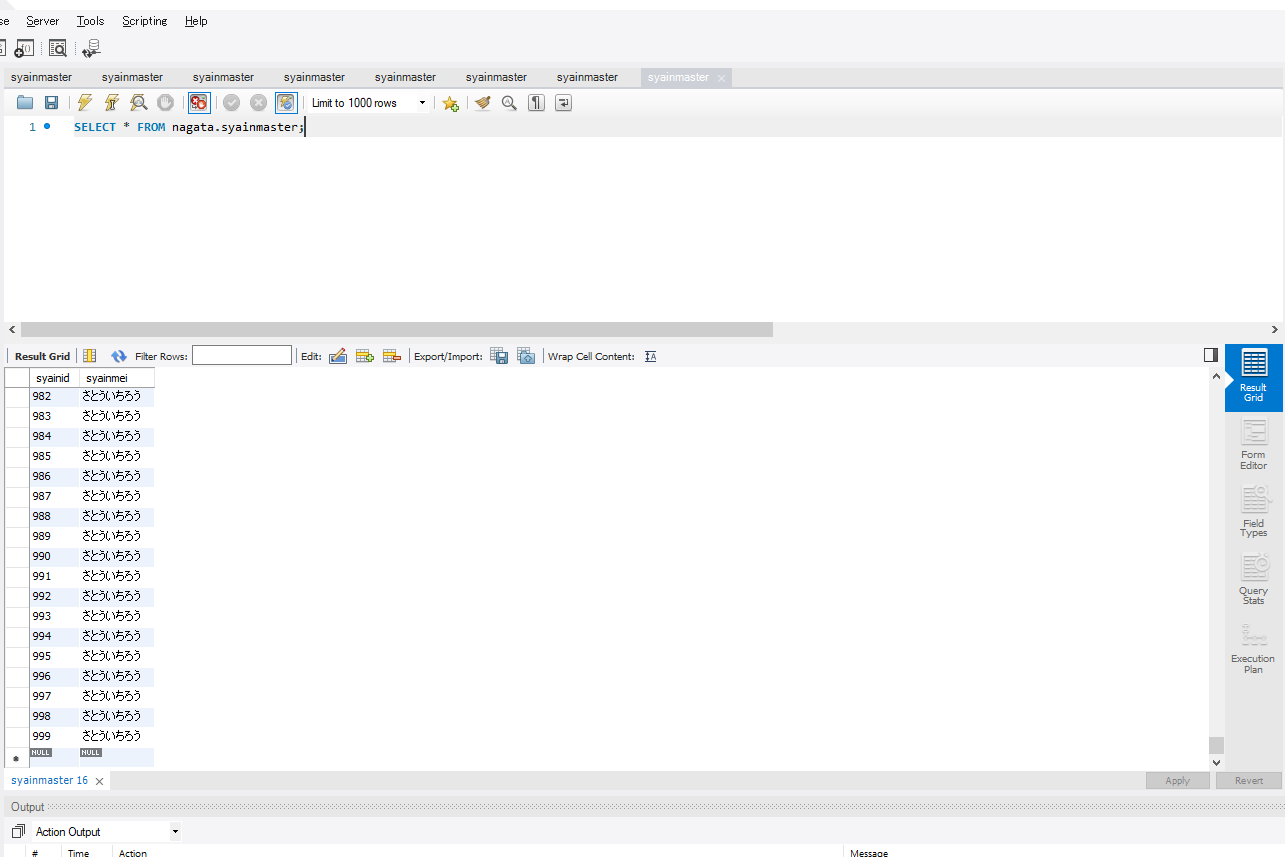 se Server Tools Scripting Help
syainmaster syainmaster syainmaster syainmaster syainmaster syainmaster syainmaster syainmaster
Limit to 1000 rows
1 SELECT * FROM nagata.syainmaster;
Result Grid Filter Rows: Edit: Export/Import: Wrap Cell Content:
syainid syainmei
982 さとういちろう
983 さとういちろう
984 さとういちろう
985 さとういちろう
986 さとういちろう
987 さとういちろう
988 さとういちろう
989 さとういちろう
990 さとういちろう
991 さとういちろう
992 さとういちろう
993 さとういちろう
994 さとういちろう
995 さとういちろう
996 さとういちろう
997 さとういちろう
998 さとういちろう
999 さとういちろう
NULL NULL
Result
Grid
Form
Editor
Field
Types
Query
Stats
Execution
Plan
syainmaster 16
Apply Revert
Output
Action Output
# Time Action Message